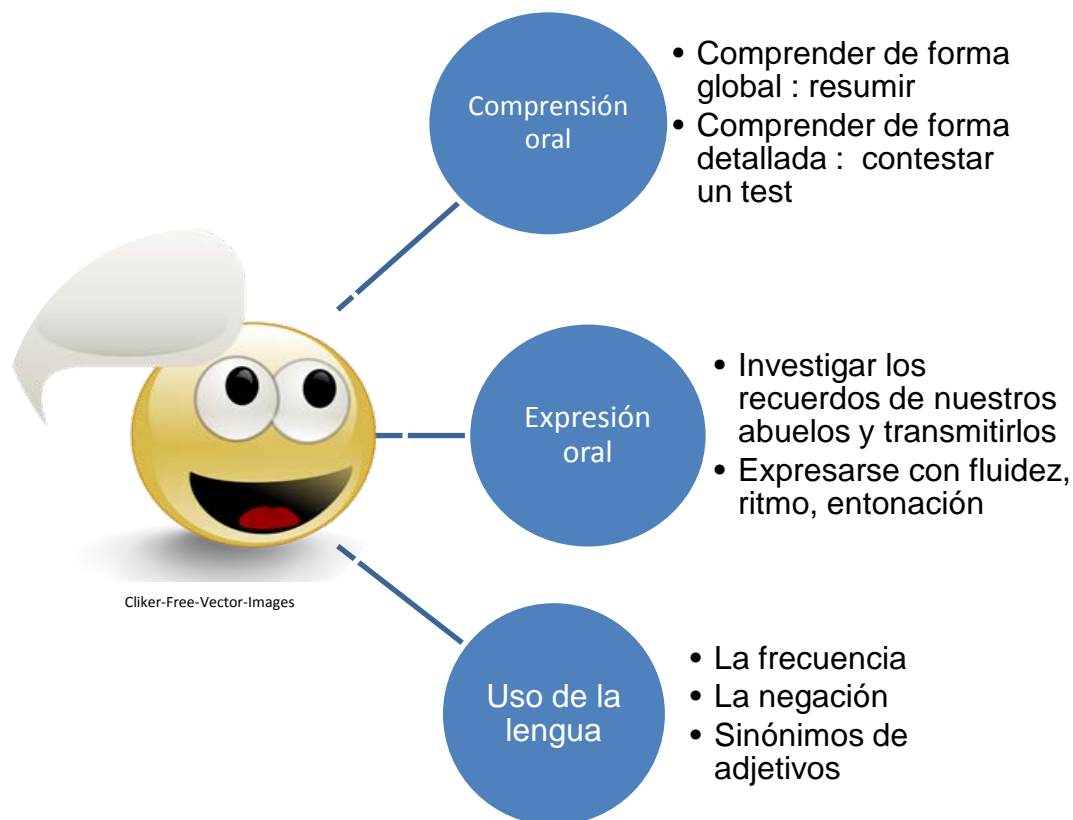 Comprensión
oral
• Comprender de forma
global : resumir
• Comprender de forma
detallada : contestar
un test
Expresión
oral
• Investigar los
recuerdos de nuestros
abuelos y transmitirlos
• Expresarse con fluidez,
ritmo, entonación
Cliker-Free-Vector-Images
Uso de la
lengua
• La frecuencia
• La negación
• Sinónimos de
adjetivos